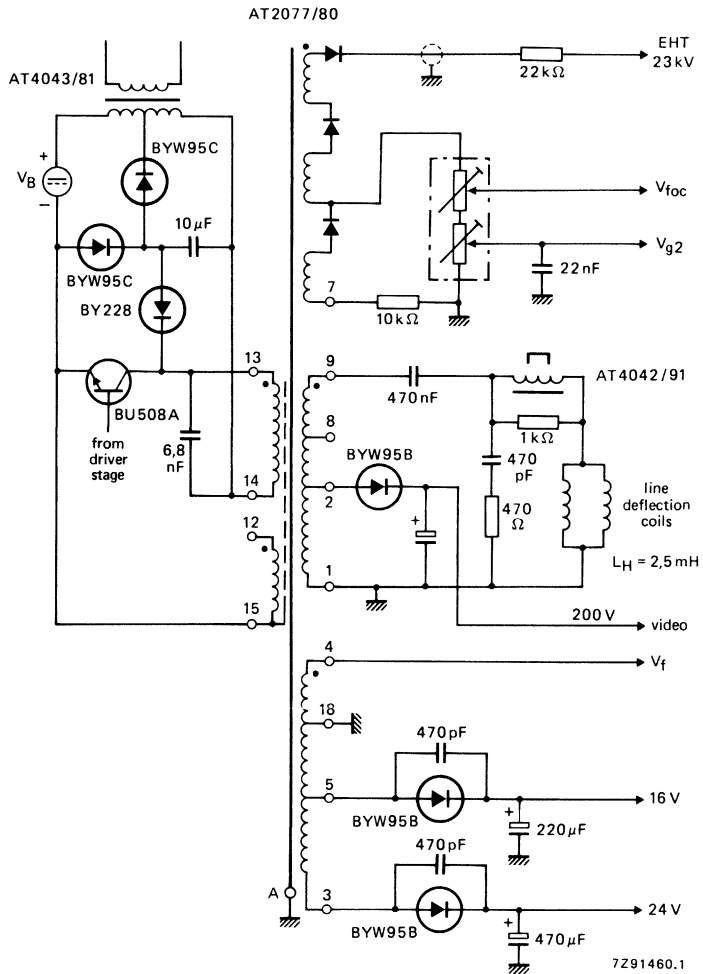 AT2077/80
AT4043/81
+
V_B
−
BYW95C
10 μF
BYW95C
BY228
BU508A
from
driver
stage
6,8
nF
13
14
12
15
A
EHT
23 kV
22 kΩ
V_foc
V_g2
22 nF
7
10 kΩ
9
470 nF
8
AT4042/91
1 kΩ
BYW95B
2
+
470
pF
470
Ω
line
deflection
coils
L_H = 2,5 mH
1
200 V
video
4
V_f
18
470 pF
5
BYW95B
16 V
+
220 μF
470 pF
3
BYW95B
24 V
+
470 μF
7Z91460.1